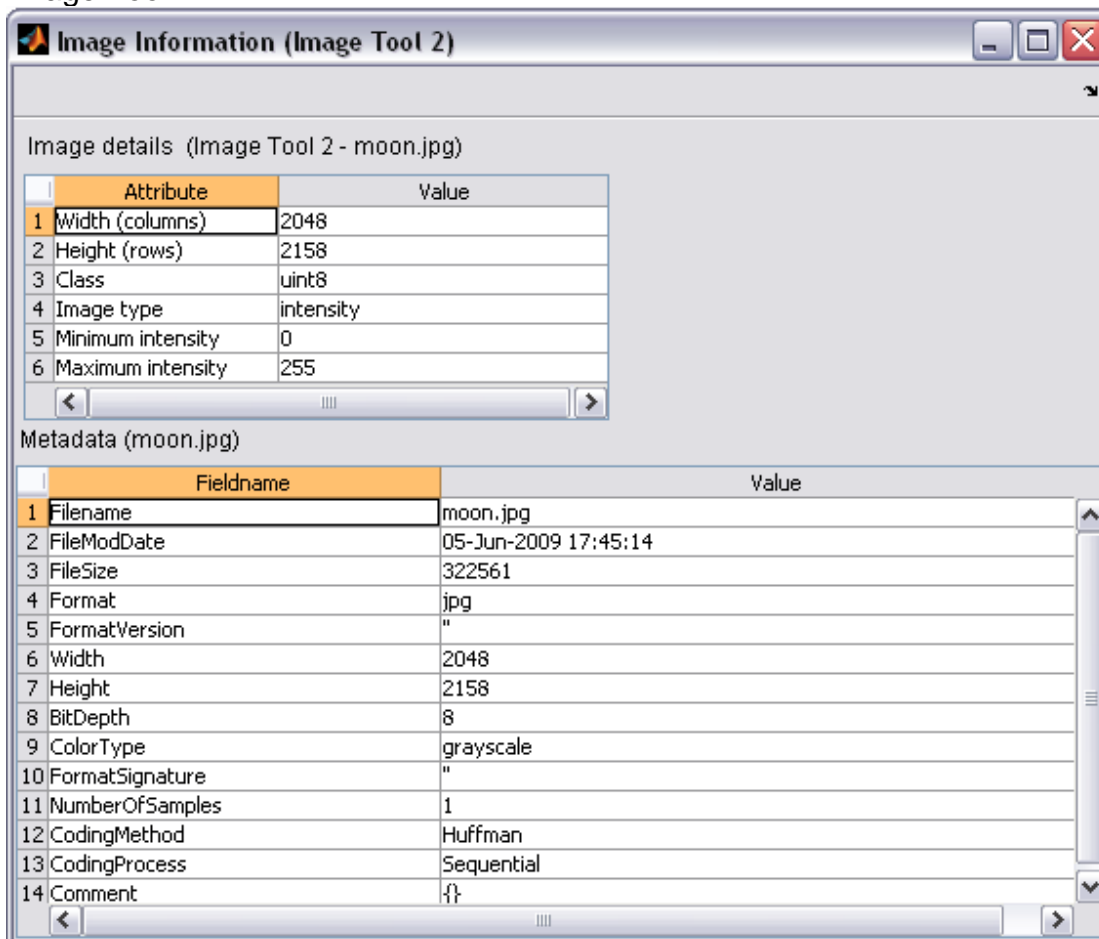 Image Information (Image Tool 2)
Image details (Image Tool 2 - moon.jpg)
Attribute Value
1 Width (columns) 2048
2 Height (rows) 2158
3 Class uint8
4 Image type intensity
5 Minimum intensity 0
6 Maximum intensity 255
Metadata (moon.jpg)
Fieldname Value
1 Filename moon.jpg
2 FileModDate 05-Jun-2009 17:45:14
3 FileSize 322561
4 Format jpg
5 FormatVersion ''
6 Width 2048
7 Height 2158
8 BitDepth 8
9 ColorType grayscale
10 FormatSignature ''
11 NumberOfSamples 1
12 CodingMethod Huffman
13 CodingProcess Sequential
14 Comment {}